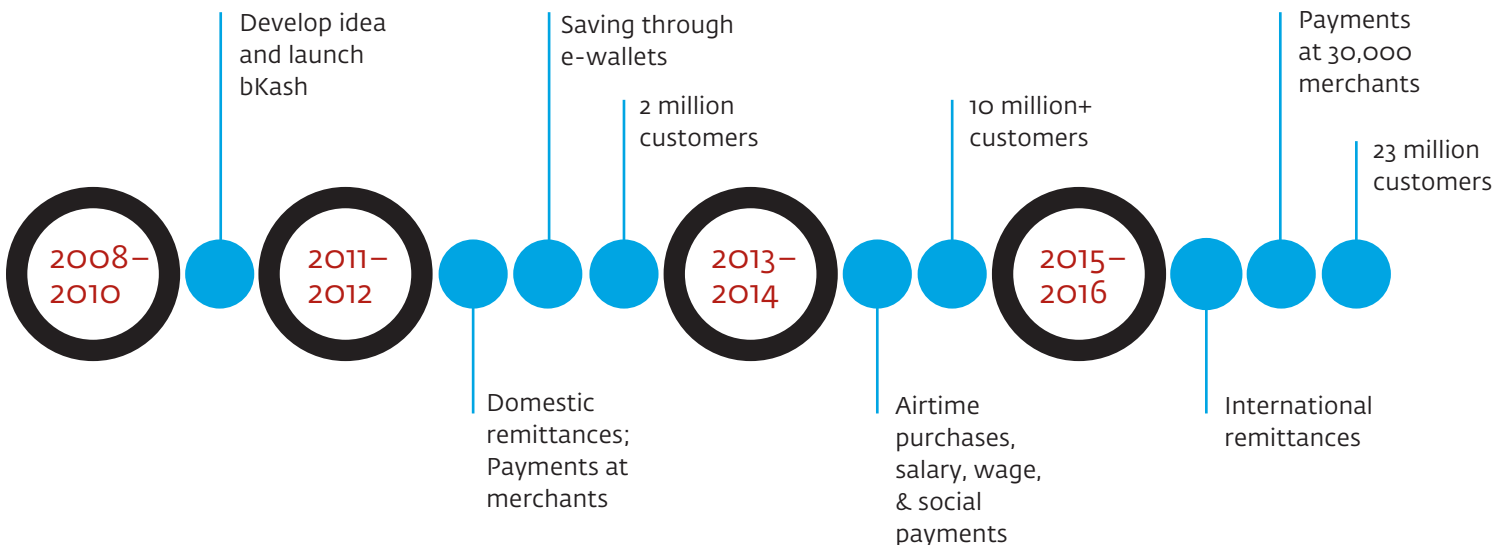 Develop idea
and launch
bKash
Saving through
e-wallets
2 million
customers
10 million+
customers
Payments
at 30,000
merchants
23 million
customers
2008–
2010
2011–
2012
2013–
2014
2015–
2016
Domestic
remittances;
Payments at
merchants
Airtime
purchases,
salary, wage,
& social
payments
International
remittances